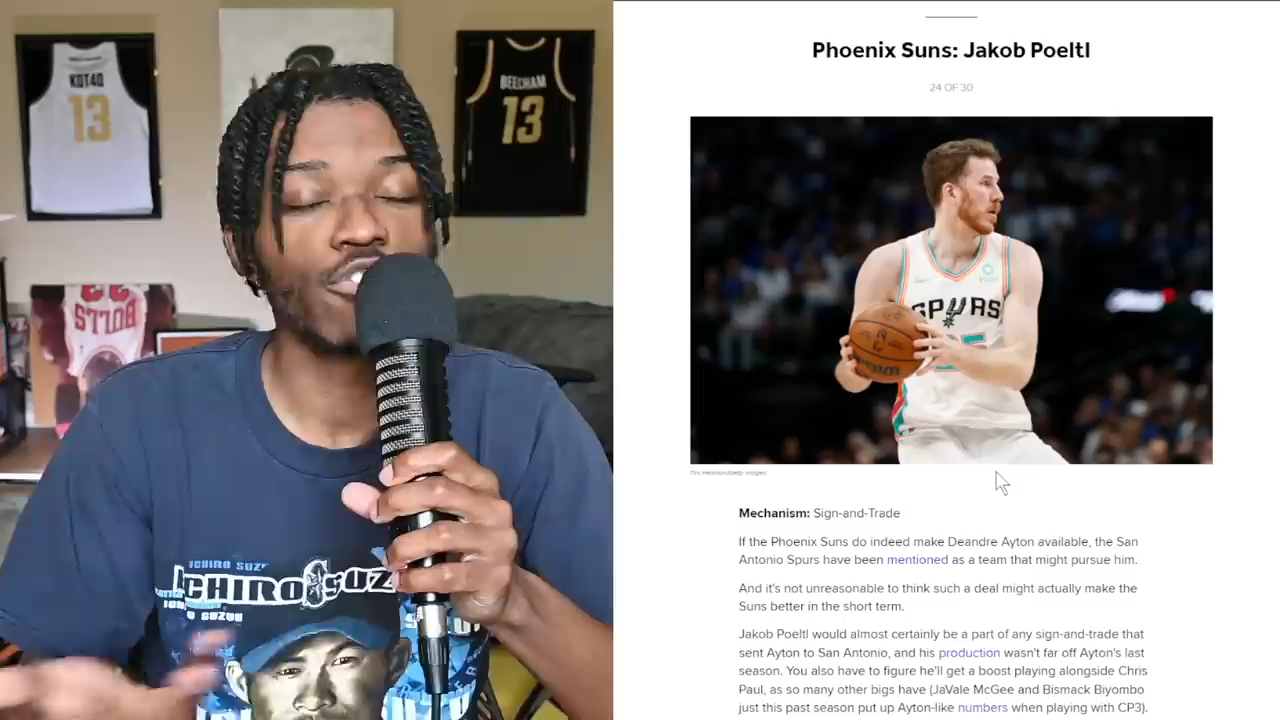 KOT4Q
13
BEECHAM
13
BULLS
ICHIRO SUZ
ICHIRO SUZ
Phoenix Suns: Jakob Poeltl
24 OF 30
SPURS
Mechanism: Sign-and-Trade
If the Phoenix Suns do indeed make Deandre Ayton available, the San
Antonio Spurs have been mentioned as a team that might pursue him.
And it's not unreasonable to think such a deal might actually make the
Suns better in the short term.
Jakob Poeltl would almost certainly be a part of any sign-and-trade that
sent Ayton to San Antonio, and his production wasn't far off Ayton's last
season. You also have to figure he'll get a boost playing alongside Chris
Paul, as so many other bigs have (JaVale McGee and Bismack Biyombo
just this past season put up Ayton-like numbers when playing with CP3).